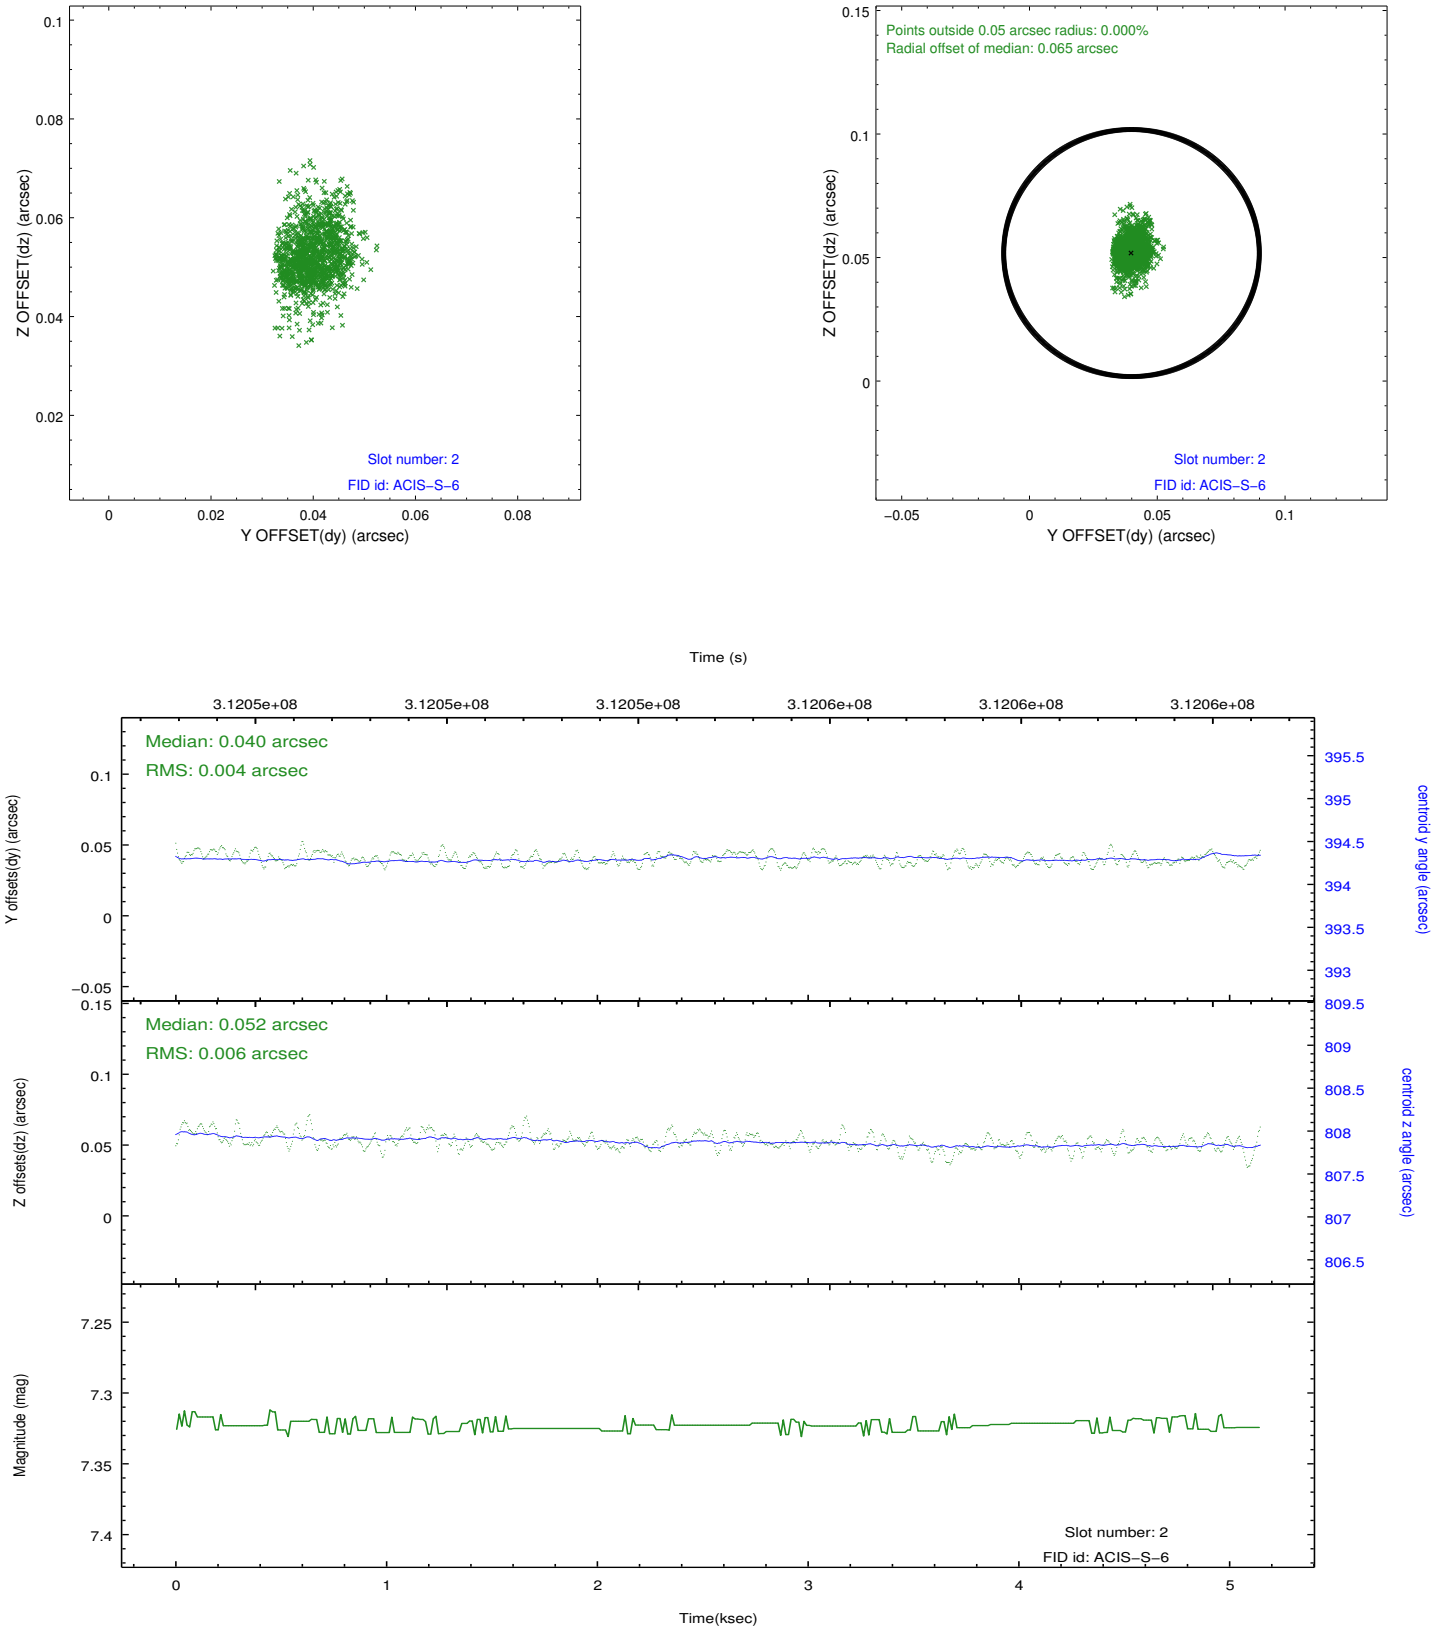 0.1
0.08
0.06
0.04
0.02
Z OFFSET(dz) (arcsec)
Slot number: 2
FID id: ACIS−S−6
0
0.02
0.04
0.06
0.08
Y OFFSET(dy) (arcsec)
0.15
0.1
0.05
0
Z OFFSET(dz) (arcsec)
Points outside 0.05 arcsec radius: 0.000%
Radial offset of median: 0.065 arcsec
Slot number: 2
FID id: ACIS−S−6
−0.05
0
0.05
0.1
Y OFFSET(dy) (arcsec)
Time (s)
3.1205e+08
3.1205e+08
3.1205e+08
3.1206e+08
3.1206e+08
3.1206e+08
Median: 0.040 arcsec
RMS: 0.004 arcsec
0.1
0.05
0
−0.05
Y offsets(dy) (arcsec)
395.5
395
394.5
394
393.5
393
centroid y angle (arcsec)
Median: 0.052 arcsec
RMS: 0.006 arcsec
0.15
0.1
0.05
0
Z offsets(dz) (arcsec)
809.5
809
808.5
808
807.5
807
806.5
centroid z angle (arcsec)
7.25
7.3
7.35
7.4
Magnitude (mag)
Slot number: 2
FID id: ACIS−S−6
0
1
2
3
4
5
Time(ksec)